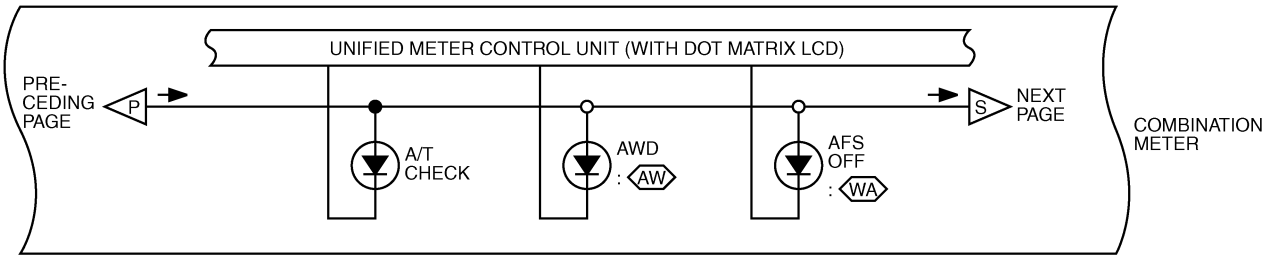 UNIFIED METER CONTROL UNIT (WITH DOT MATRIX LCD)
PRE-
CEDING
PAGE
P
S
NEXT
PAGE
COMBINATION
METER
A/T
CHECK
AWD
: AW
AFS
OFF
: WA